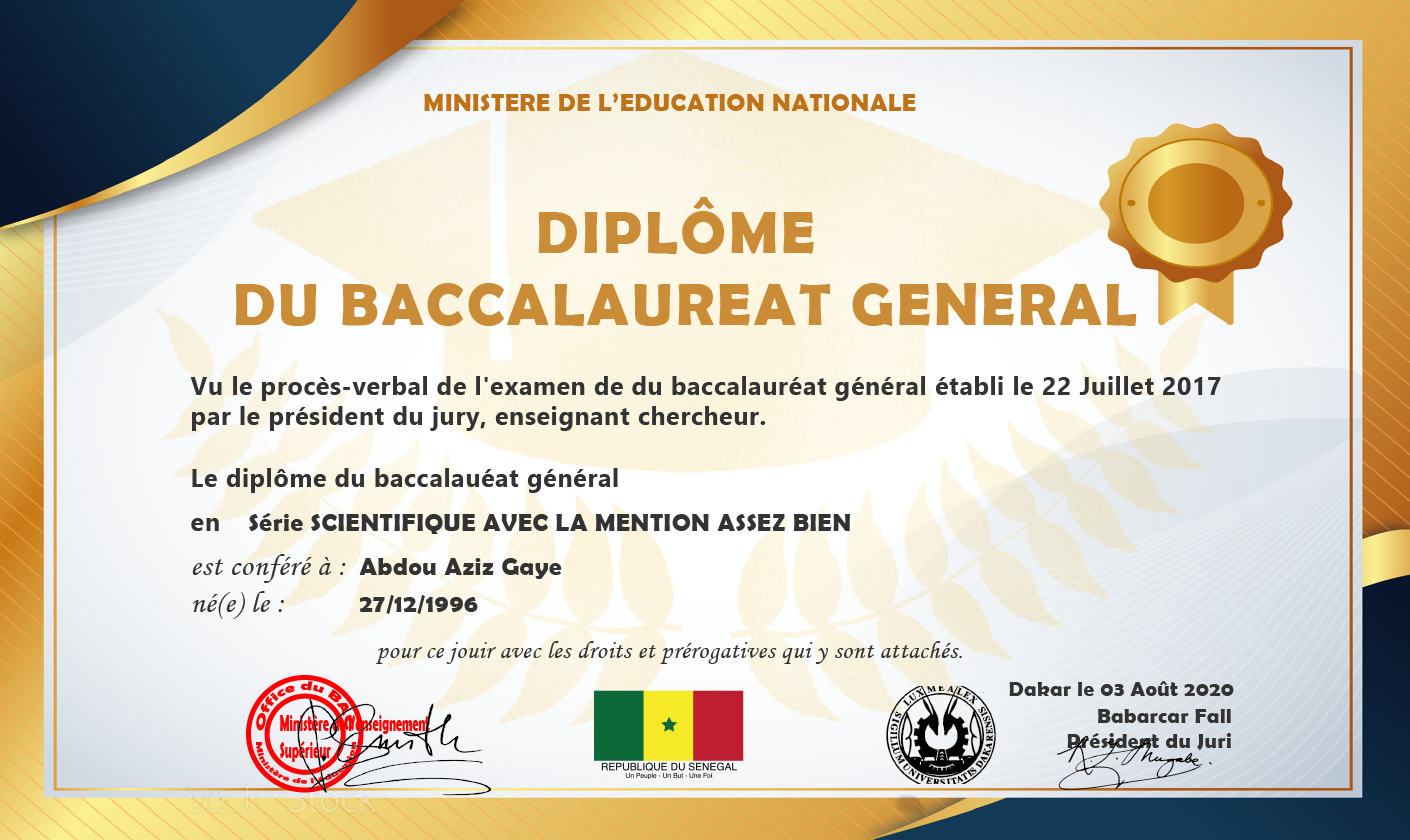 MINISTERE DE L'EDUCATION NATIONALE
DIPLÔME
DU BACCALAUREAT GENERAL
Vu le procès-verbal de l'examen de du baccalauréat général établi le 22 Juillet 2017
par le président du jury, enseignant chercheur.
Le diplôme du baccalauéat général
en Série SCIENTIFIQUE AVEC LA MENTION ASSEZ BIEN
est conféré à : Abdou Aziz Gaye
né(e) le : 27/12/1996
pour ce jouir avec les droits et prérogatives qui y sont attachés.
Office du BAC
Ministère Enseignement
Supérieur
Ministère de l'education
REPUBLIQUE DU SENEGAL
Un Peuple - Un But - Une Foi
LUX MEA LEX
SIGILLUM UNIVERSITATIS DAKARENSIS
Dakar le 03 Août 2020
Babarcar Fall
Président du Juri
Stock